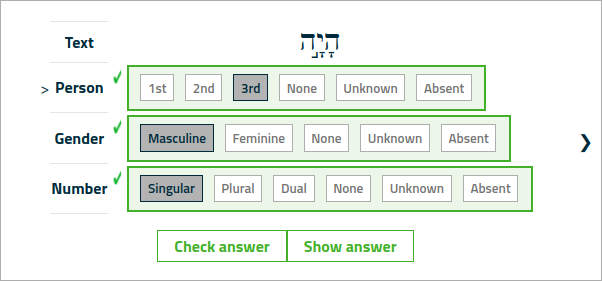 Text הָיָ֣ה
> Person ✓ 1st 2nd 3rd None Unknown Absent
Gender ✓ Masculine Feminine None Unknown Absent ❯
Number ✓ Singular Plural Dual None Unknown Absent
Check answer Show answer